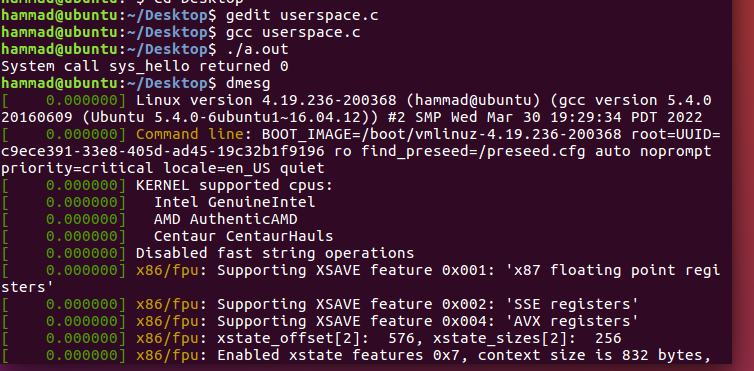 hammad@ubuntu:~$ cd Desktop
hammad@ubuntu:~/Desktop$ gedit userspace.c
hammad@ubuntu:~/Desktop$ gcc userspace.c
hammad@ubuntu:~/Desktop$ ./a.out
System call sys_hello returned 0
hammad@ubuntu:~/Desktop$ dmesg
[    0.000000] Linux version 4.19.236-200368 (hammad@ubuntu) (gcc version 5.4.0
20160609 (Ubuntu 5.4.0-6ubuntu1~16.04.12)) #2 SMP Wed Mar 30 19:29:34 PDT 2022
[    0.000000] Command line: BOOT_IMAGE=/boot/vmlinuz-4.19.236-200368 root=UUID=
c9ece391-33e8-405d-ad45-19c32b1f9196 ro find_preseed=/preseed.cfg auto noprompt
priority=critical locale=en_US quiet
[    0.000000] KERNEL supported cpus:
[    0.000000]   Intel GenuineIntel
[    0.000000]   AMD AuthenticAMD
[    0.000000]   Centaur CentaurHauls
[    0.000000] Disabled fast string operations
[    0.000000] x86/fpu: Supporting XSAVE feature 0x001: 'x87 floating point regi
sters'
[    0.000000] x86/fpu: Supporting XSAVE feature 0x002: 'SSE registers'
[    0.000000] x86/fpu: Supporting XSAVE feature 0x004: 'AVX registers'
[    0.000000] x86/fpu: xstate_offset[2]:  576, xstate_sizes[2]:  256
[    0.000000] x86/fpu: Enabled xstate features 0x7, context size is 832 bytes,